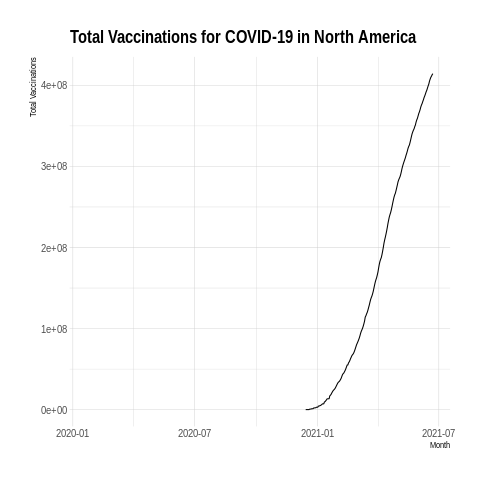 Total Vaccinations for COVID-19 in North America
Total Vaccinations
4e+08
3e+08
2e+08
1e+08
0e+00
2020-01 2020-07 2021-01 2021-07
Month